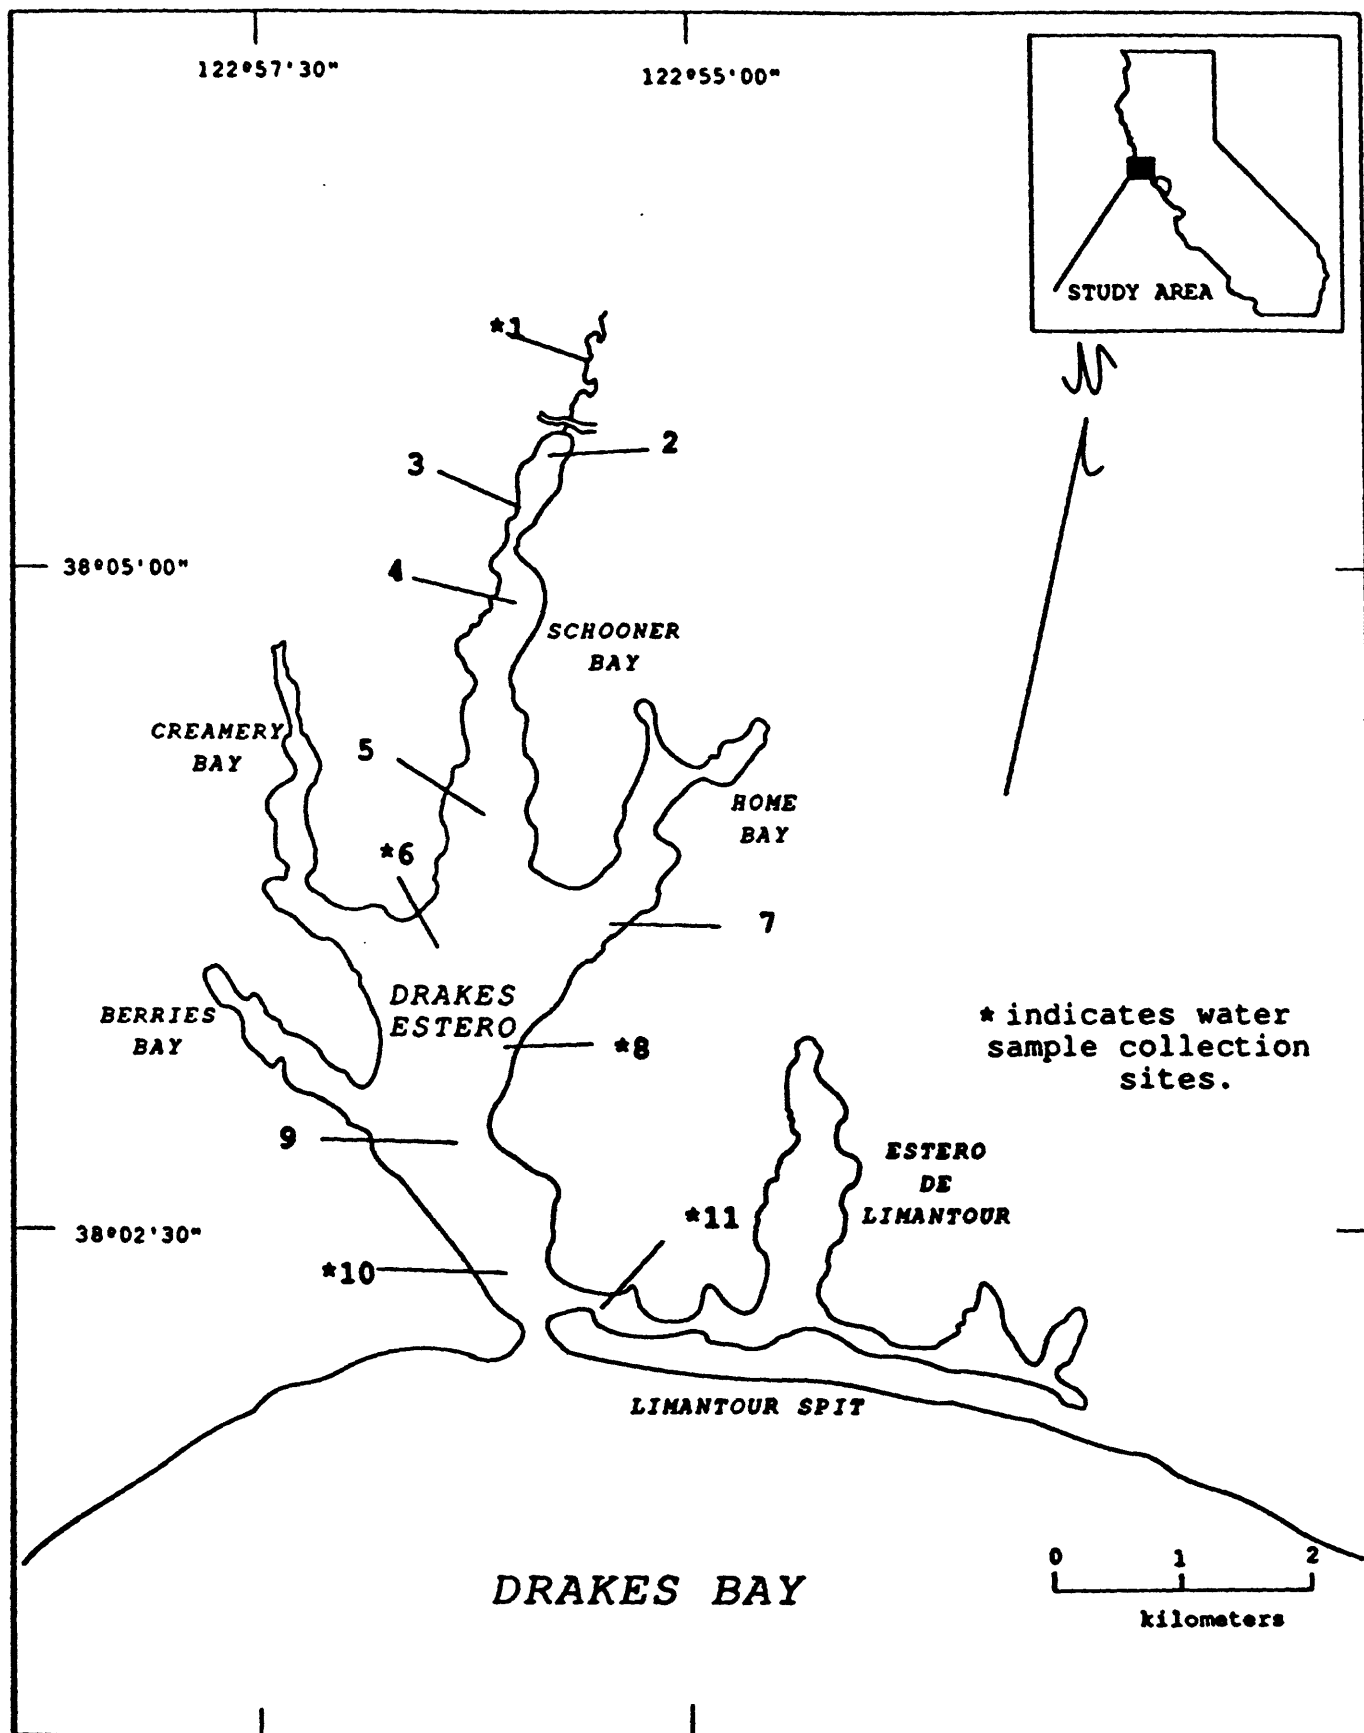 122°57'30"
122°55'00"
STUDY AREA
N
*1
2
3
38°05'00"
4
SCHOONER
BAY
CREAMERY
BAY
5
HOME
BAY
*6
7
DRAKES
ESTERO
BERRIES
BAY
*8
* indicates water
sample collection
sites.
9
ESTERO
DE
LIMANTOUR
*11
38°02'30"
*10
LIMANTOUR SPIT
0 1 2
kilometers
DRAKES BAY